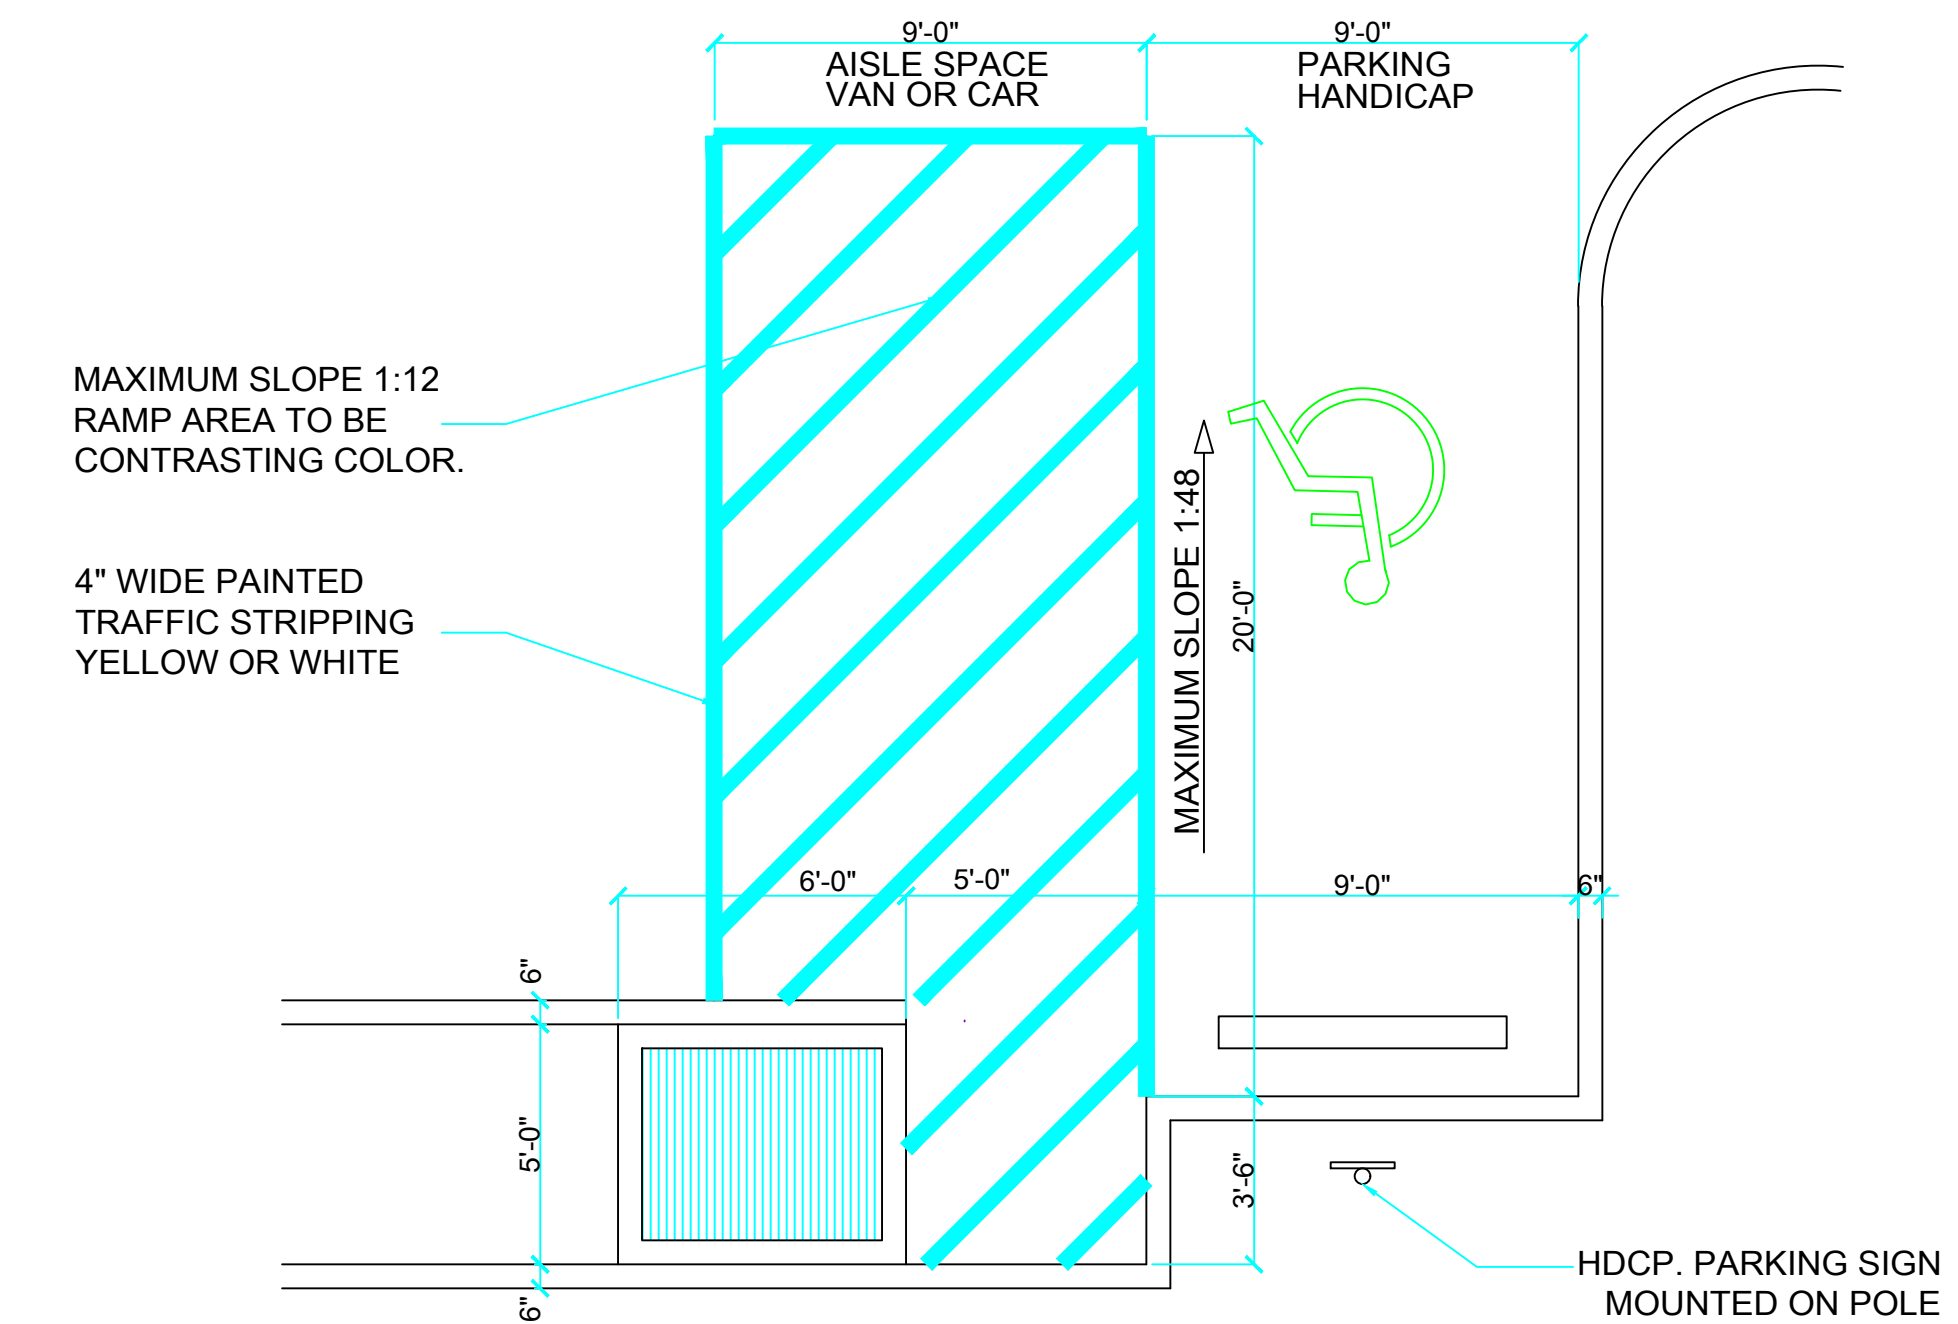 9'-0"
9'-0"
AISLE SPACE
VAN OR CAR
PARKING
HANDICAP
MAXIMUM SLOPE 1:12
RAMP AREA TO BE
CONTRASTING COLOR.
4" WIDE PAINTED
TRAFFIC STRIPPING
YELLOW OR WHITE
MAXIMUM SLOPE 1:48
20'-0"
6'-0"
5'-0"
9'-0"
6"
6"
5'-0"
3'-6"
6"
HDCP. PARKING SIGN
MOUNTED ON POLE